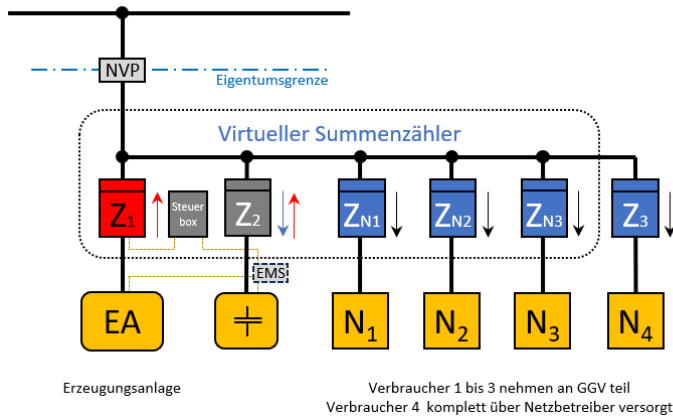 NVP
Eigentumsgrenze
Virtueller Summenzähler
Z1
Steuer
box
Z2
ZN1
ZN2
ZN3
Z3
EMS
EA
N1
N2
N3
N4
Erzeugungsanlage
Verbraucher 1 bis 3 nehmen an GGV teil
Verbraucher 4 komplett über Netzbetreiber versorgt